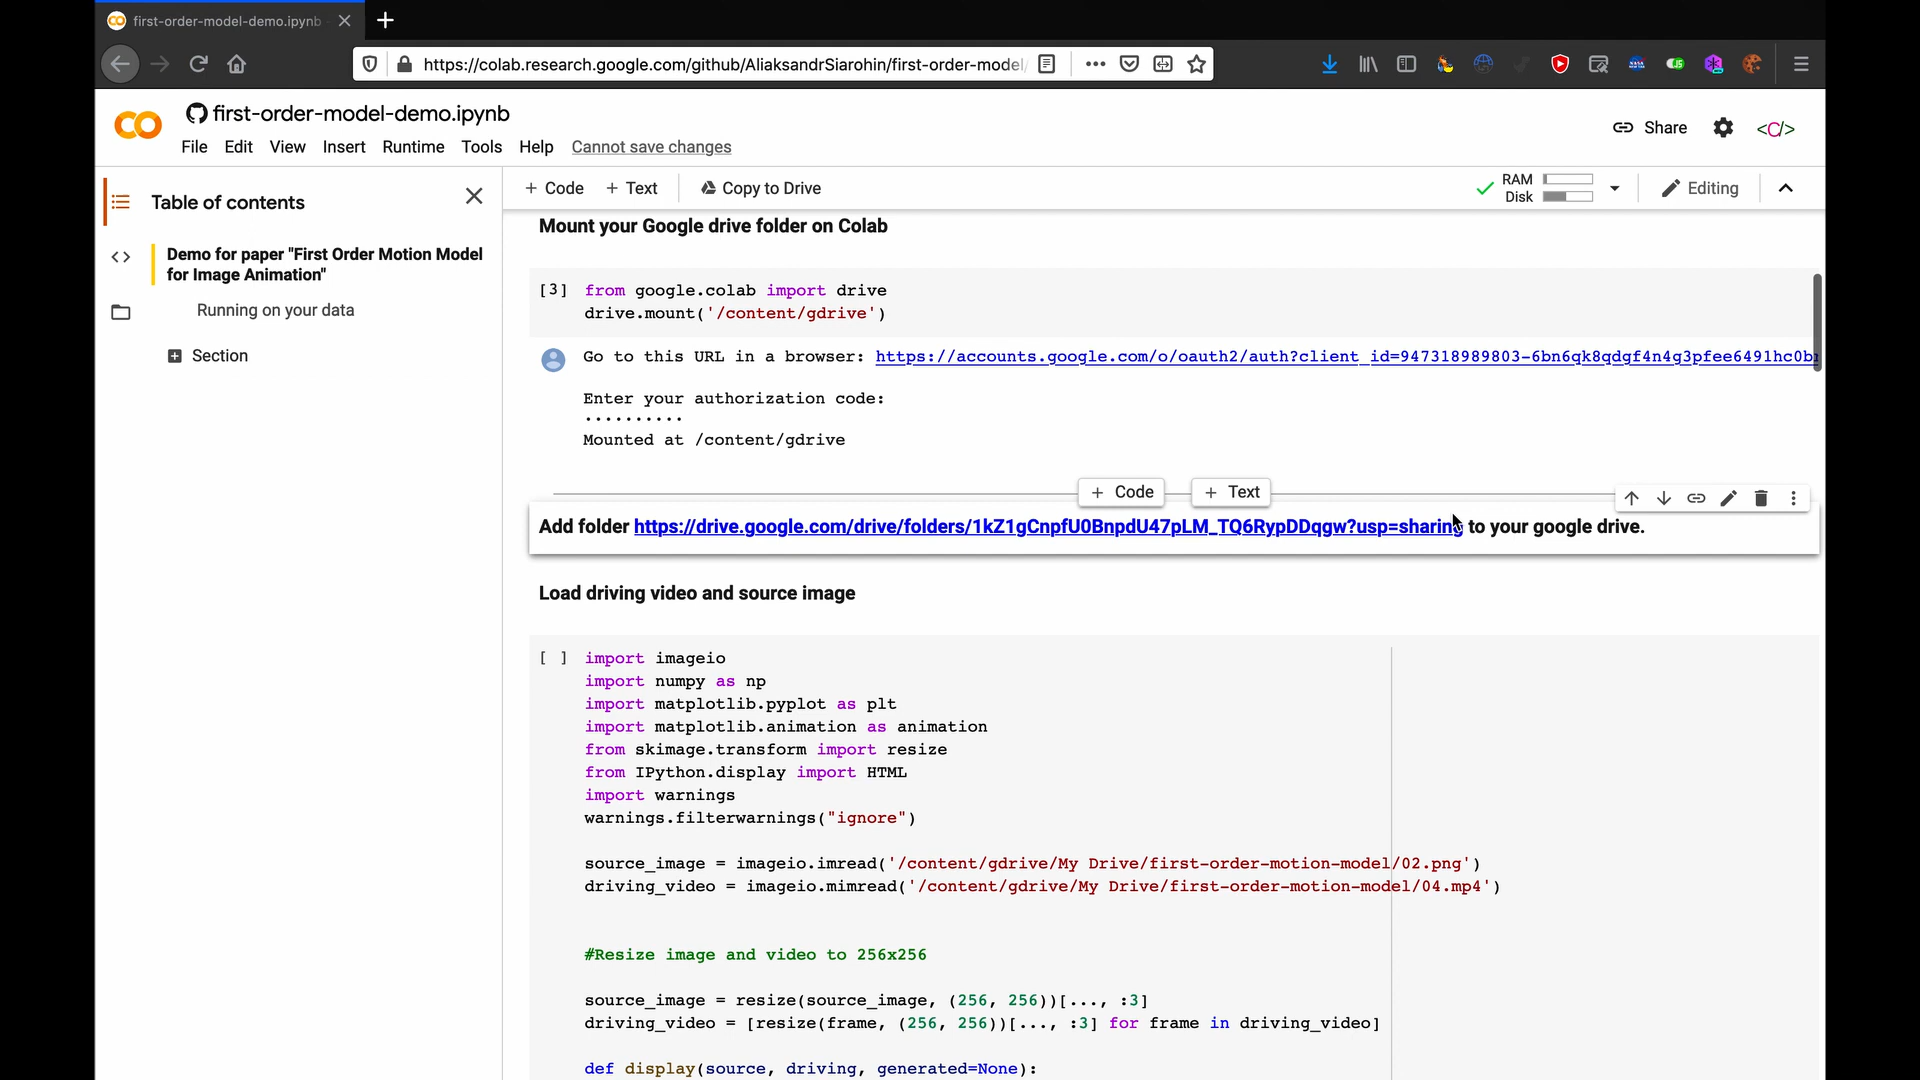 first-order-model-demo.ipynb
https://colab.research.google.com/github/AliaksandrSiarohin/first-order-model/
first-order-model-demo.ipynb
File Edit View Insert Runtime Tools Help Cannot save changes
Share
Table of contents
+ Code + Text Copy to Drive
RAM
Disk
Editing
Demo for paper "First Order Motion Model
for Image Animation"
Running on your data
Section
Mount your Google drive folder on Colab
[3] from google.colab import drive
drive.mount('/content/gdrive')
Go to this URL in a browser: https://accounts.google.com/o/oauth2/auth?client_id=947318989803-6bn6qk8qdgf4n4g3pfee6491hc0b
Enter your authorization code:
··········
Mounted at /content/gdrive
+ Code + Text
Add folder https://drive.google.com/drive/folders/1kZ1gCnpfU0BnpdU47pLM_TQ6RypDDqgw?usp=sharing to your google drive.
Load driving video and source image
[ ] import imageio
import numpy as np
import matplotlib.pyplot as plt
import matplotlib.animation as animation
from skimage.transform import resize
from IPython.display import HTML
import warnings
warnings.filterwarnings("ignore")
source_image = imageio.imread('/content/gdrive/My Drive/first-order-motion-model/02.png')
driving_video = imageio.mimread('/content/gdrive/My Drive/first-order-motion-model/04.mp4')
#Resize image and video to 256x256
source_image = resize(source_image, (256, 256))[..., :3]
driving_video = [resize(frame, (256, 256))[..., :3] for frame in driving_video]
def display(source, driving, generated=None):